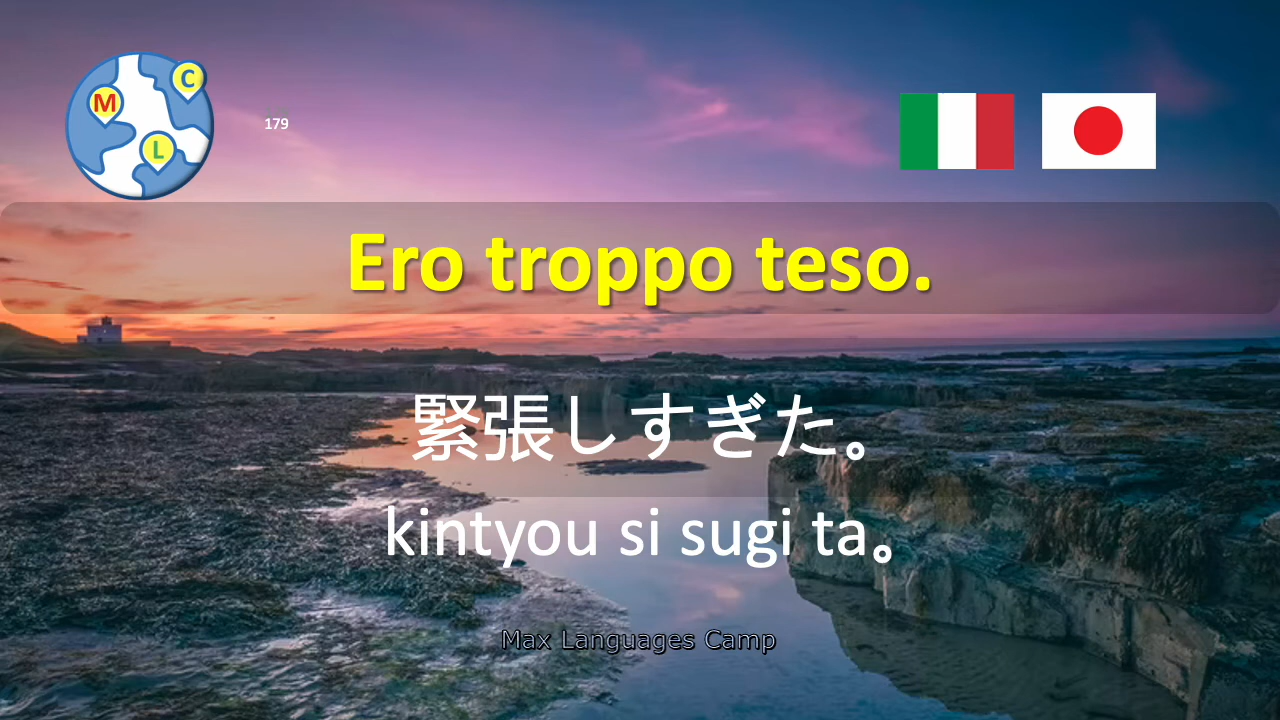 C
M
L
179
Ero troppo teso.
緊張しすぎた。
kintyou si sugi ta。
Max Languages Camp